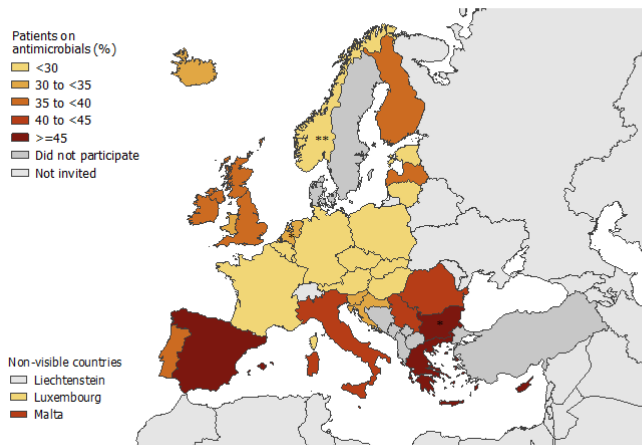 Patients on
antimicrobials (%)
<30
30 to <35
35 to <40
40 to <45
>=45
Did not participate
Not invited
**
*
Non-visible countries
Liechtenstein
Luxembourg
Malta